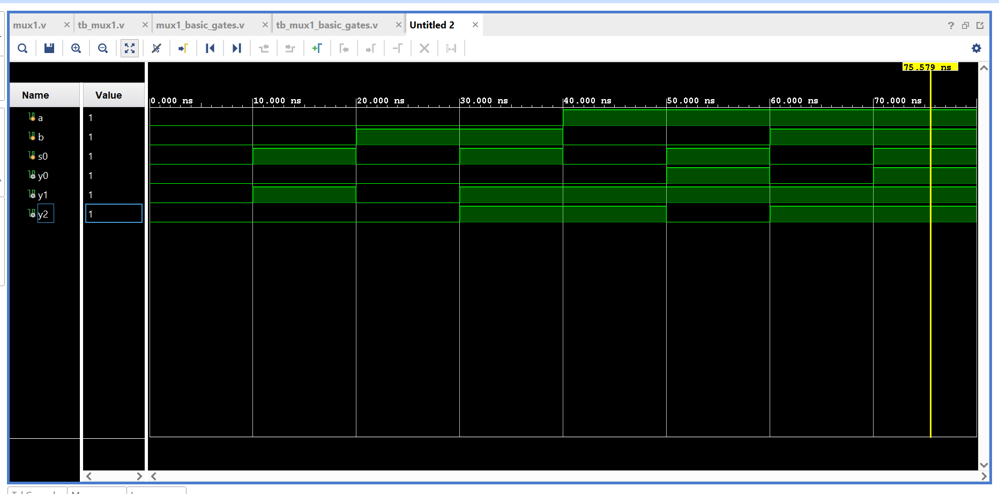 mux1.v × tb_mux1.v × mux1_basic_gates.v × tb_mux1_basic_gates.v × Untitled 2 × ?
75.579 ns
Name Value
0.000 ns 10.000 ns 20.000 ns 30.000 ns 40.000 ns 50.000 ns 60.000 ns 70.000 ns
a 1
b 1
s0 1
y0 1
y1 1
y2 1